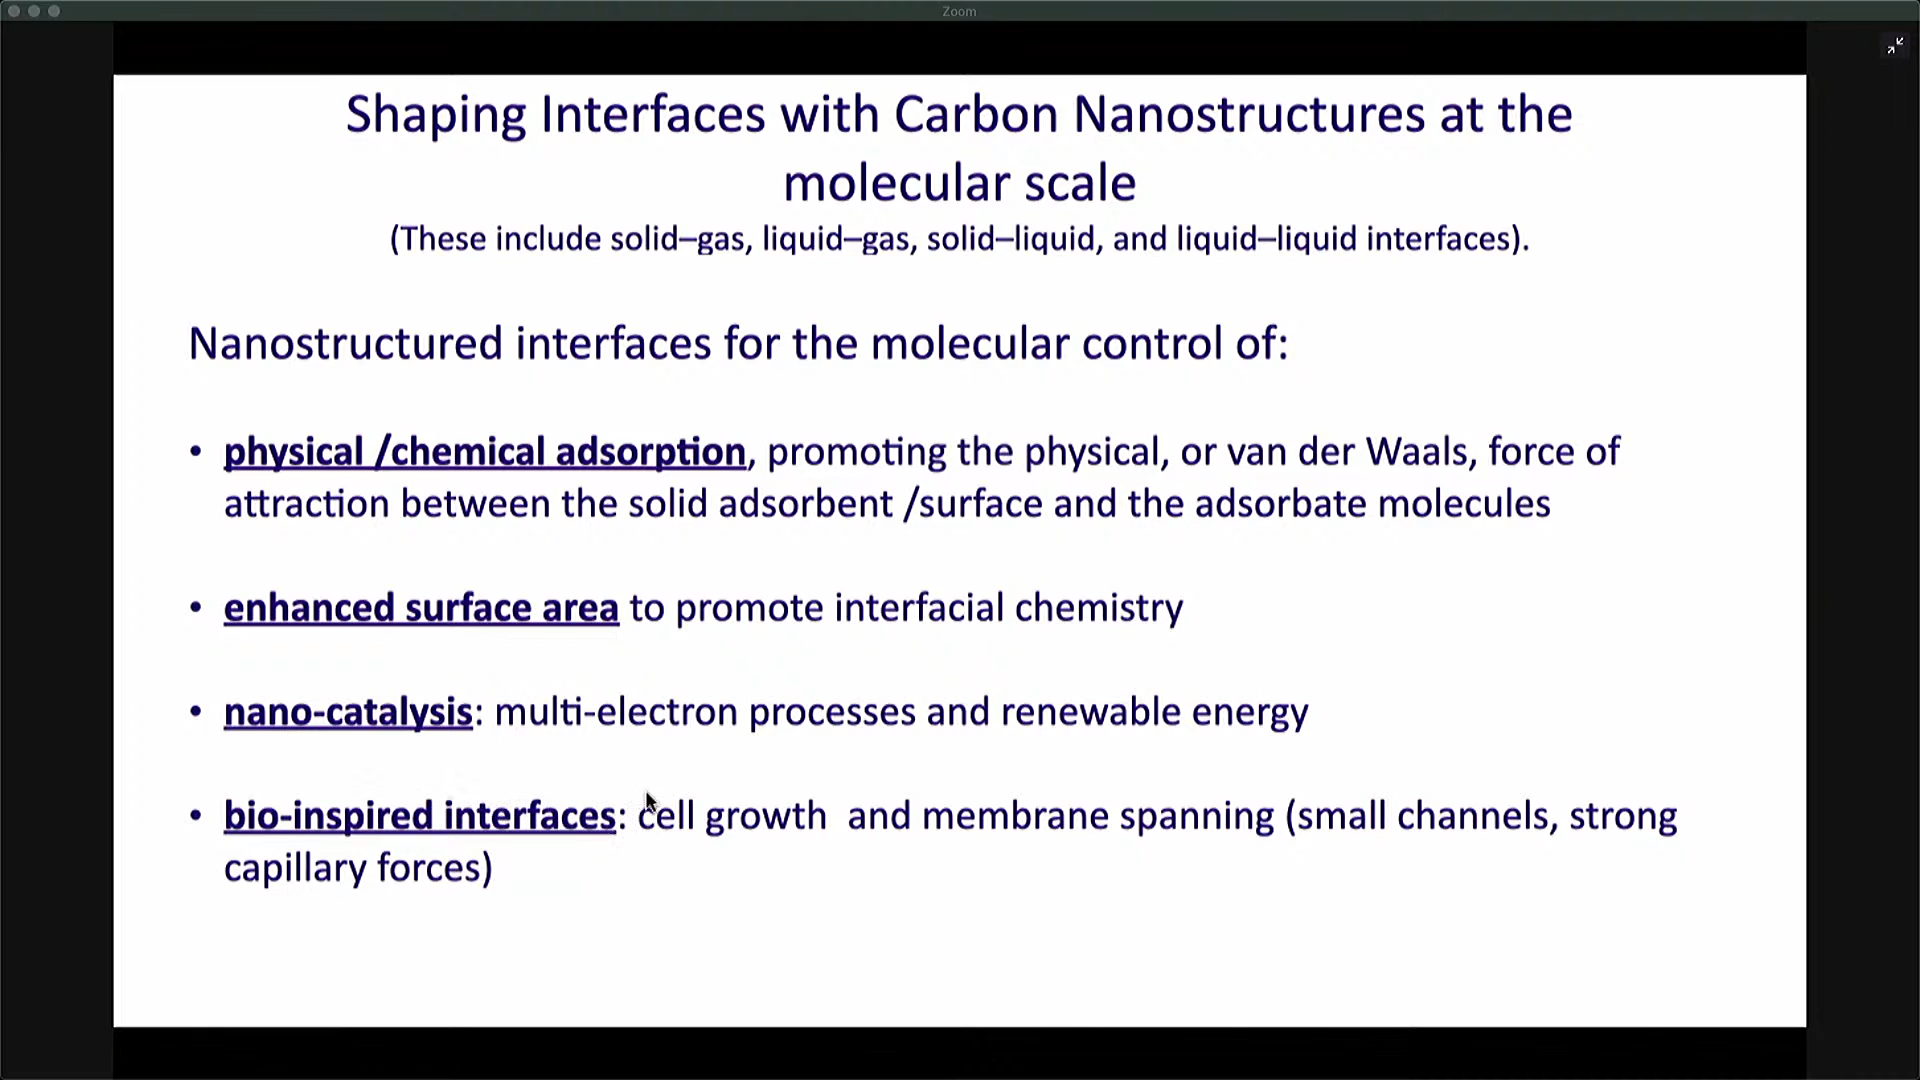 Zoom
Shaping Interfaces with Carbon Nanostructures at the
molecular scale
(These include solid–gas, liquid–gas, solid–liquid, and liquid–liquid interfaces).
Nanostructured interfaces for the molecular control of:
• physical /chemical adsorption, promoting the physical, or van der Waals, force of
attraction between the solid adsorbent /surface and the adsorbate molecules
• enhanced surface area to promote interfacial chemistry
• nano-catalysis: multi-electron processes and renewable energy
• bio-inspired interfaces: cell growth  and membrane spanning (small channels, strong
capillary forces)